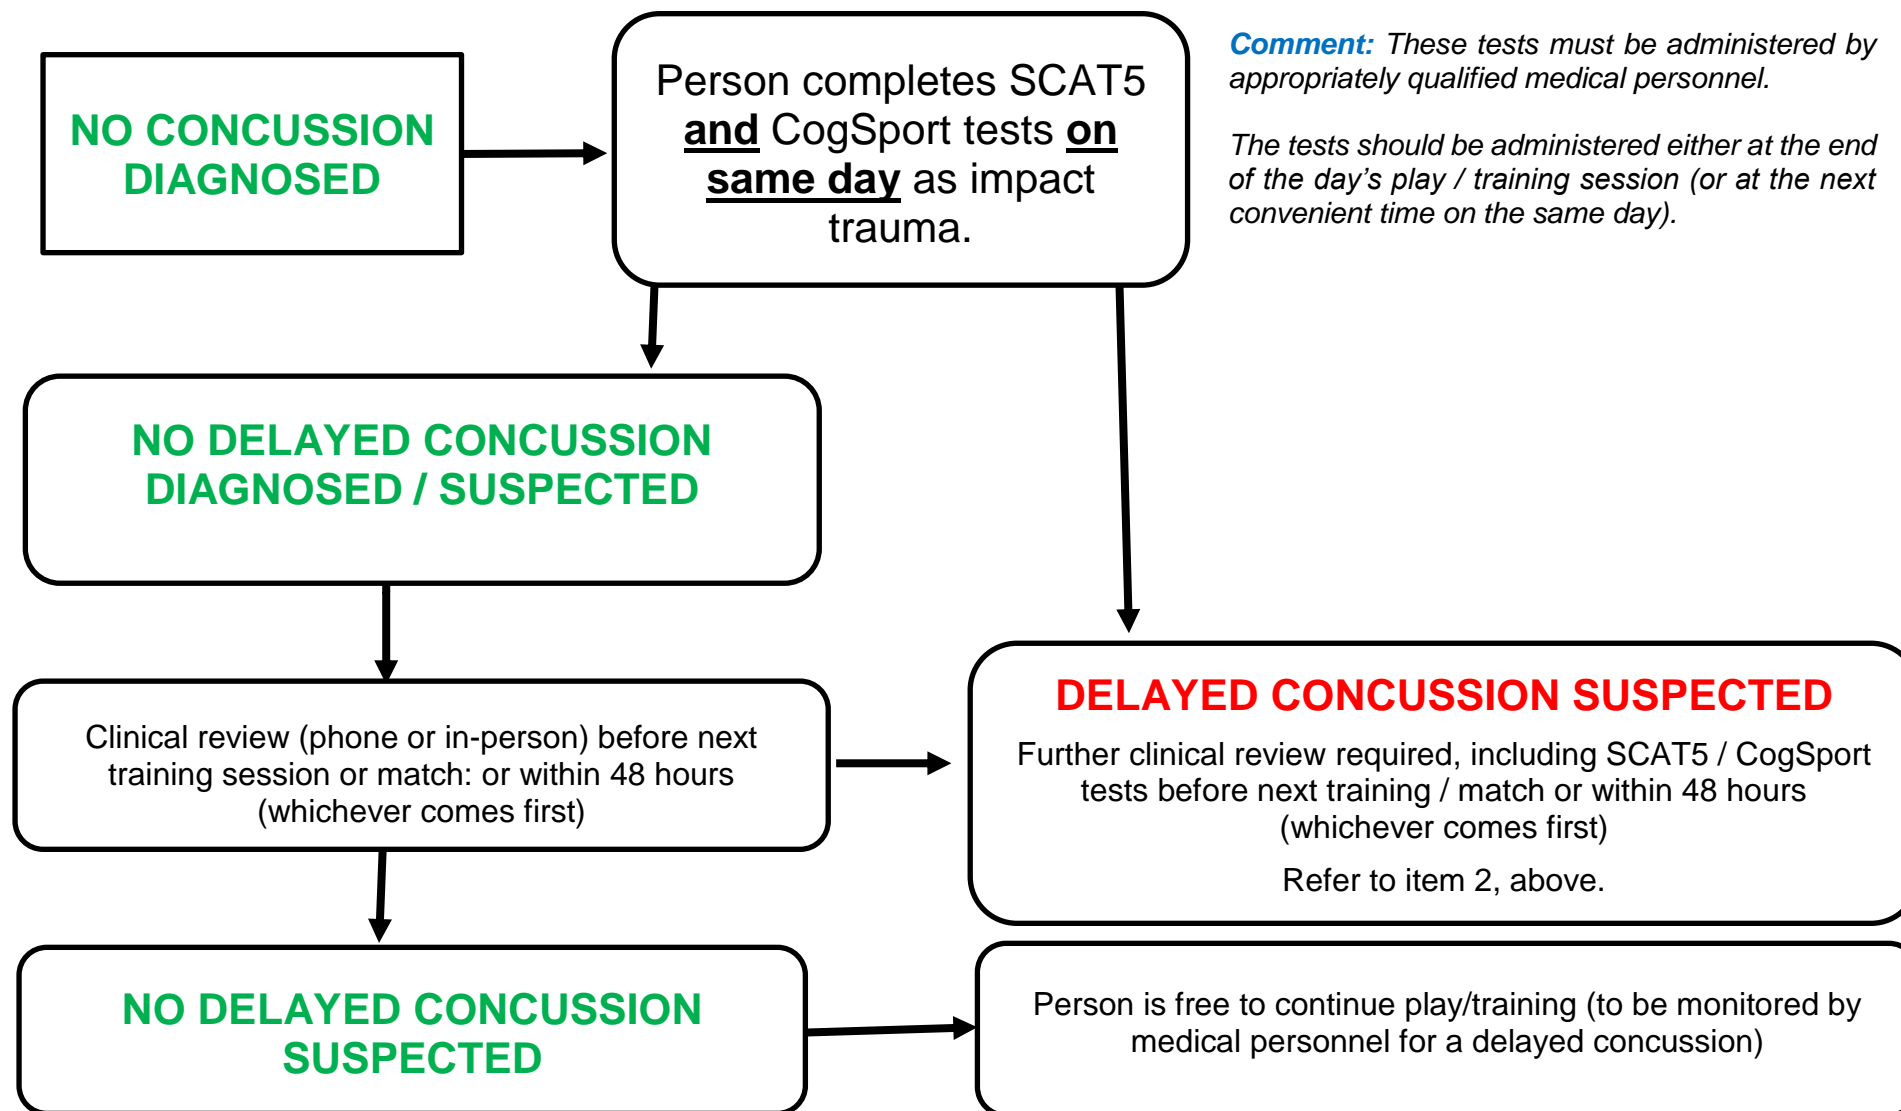 NO CONCUSSION
DIAGNOSED
Person completes SCAT5
and CogSport tests on
same day as impact
trauma.
Comment: These tests must be administered by
appropriately qualified medical personnel.
The tests should be administered either at the end
of the day's play / training session (or at the next
convenient time on the same day).
NO DELAYED CONCUSSION
DIAGNOSED / SUSPECTED
Clinical review (phone or in-person) before next
training session or match: or within 48 hours
(whichever comes first)
DELAYED CONCUSSION SUSPECTED
Further clinical review required, including SCAT5 / CogSport
tests before next training / match or within 48 hours
(whichever comes first)
Refer to item 2, above.
NO DELAYED CONCUSSION
SUSPECTED
Person is free to continue play/training (to be monitored by
medical personnel for a delayed concussion)